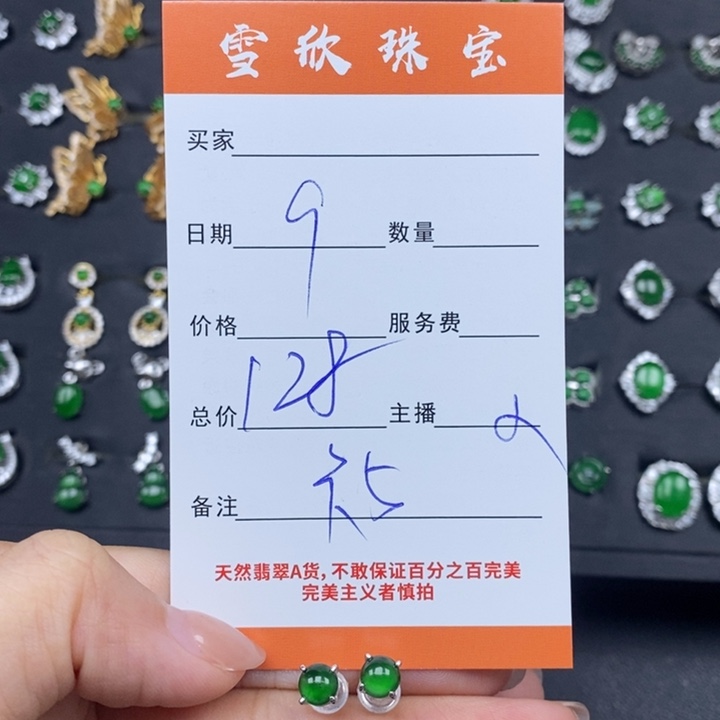 雪欣珠宝
买家
9
日期 数量
价格 服务费
总价 128 主播
备注
天然翡翠A货,不敢保证百分之百完美
完美主义者慎拍